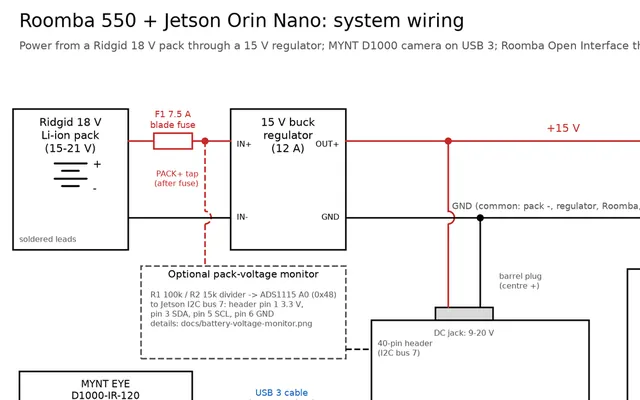 Roomba 550 + Jetson Orin Nano: system wiring
Power from a Ridgid 18 V pack through a 15 V regulator; MYNT D1000 camera on USB 3; Roomba Open Interface
Ridgid 18 V
Li-ion pack
(15-21 V)
+
-
soldered leads
F1 7.5 A
blade fuse
PACK+ tap
(after fuse)
15 V buck
regulator
(12 A)
IN+
OUT+
IN-
GND
+15 V
GND (common: pack -, regulator, Roomba,
barrel plug
(centre +)
Optional pack-voltage monitor
R1 100k / R2 15k divider -> ADS1115 A0 (0x48)
to Jetson I2C bus 7: header pin 1 3.3 V,
pin 3 SDA, pin 5 SCL, pin 6 GND
details: docs/battery-voltage-monitor.png
DC jack: 9-20 V
40-pin header
(I2C bus 7)
MYNT EYE
D1000-IR-120
USB 3 cable